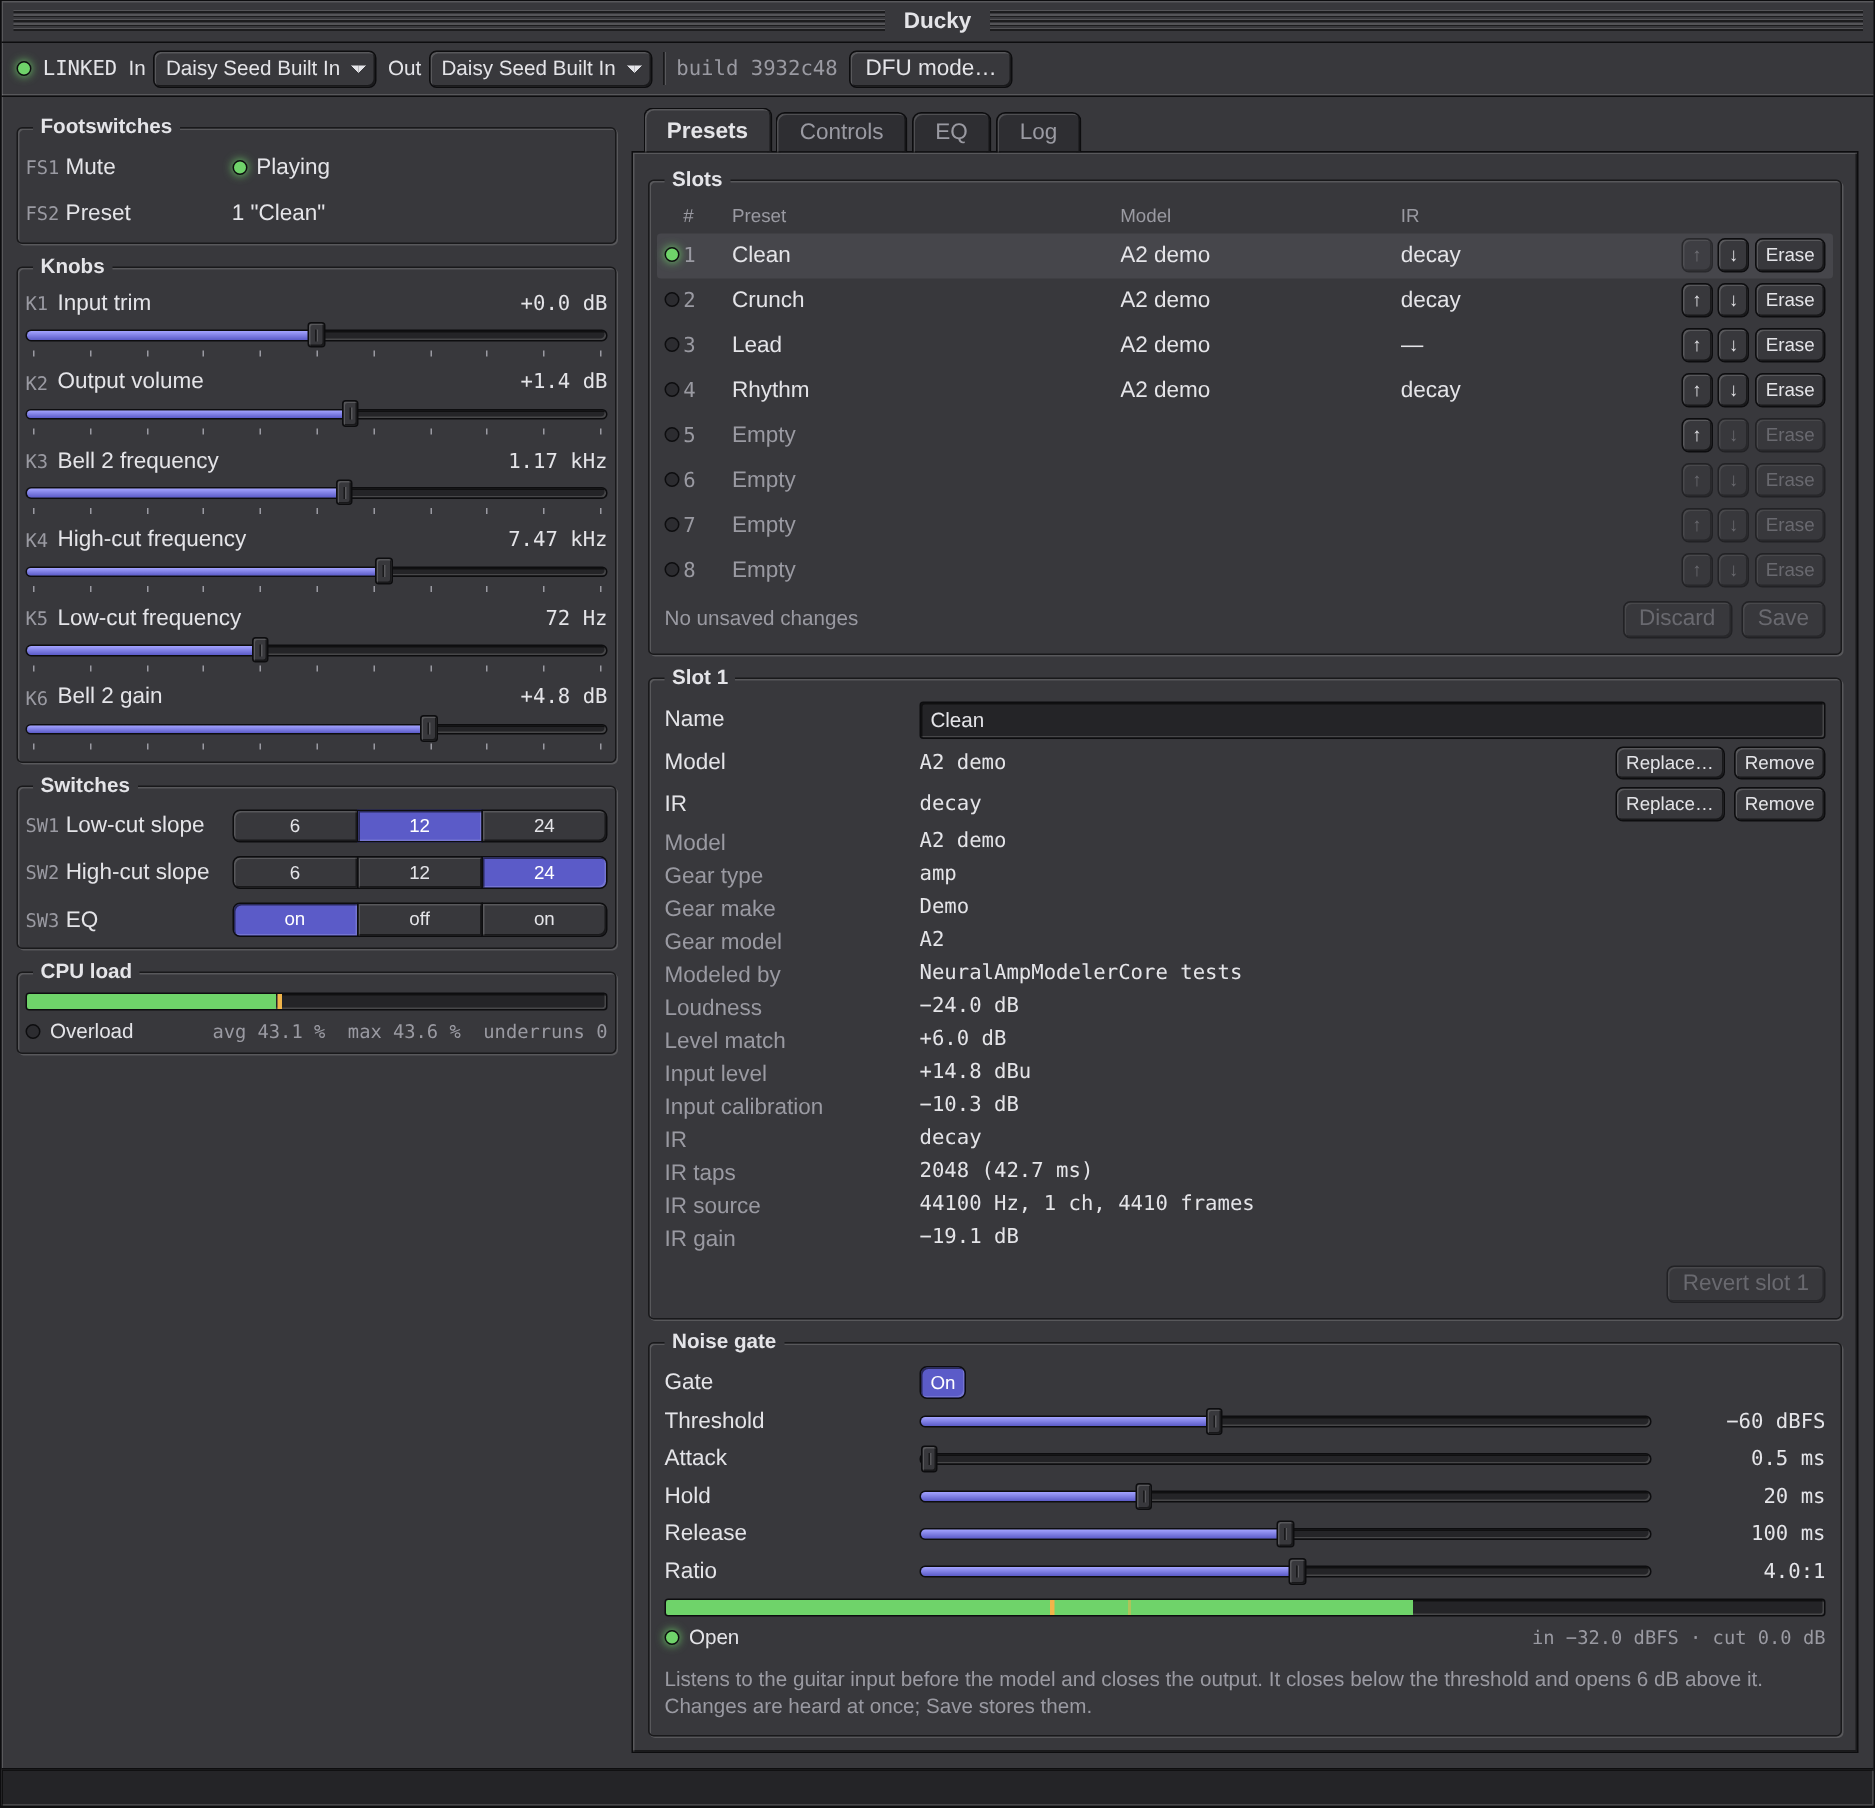 Ducky
LINKED In Daisy Seed Built In Out Daisy Seed Built In build 3932c48 DFU mode…
Footswitches
FS1 Mute Playing
FS2 Preset 1 "Clean"
Knobs
K1 Input trim +0.0 dB
K2 Output volume +1.4 dB
K3 Bell 2 frequency 1.17 kHz
K4 High-cut frequency 7.47 kHz
K5 Low-cut frequency 72 Hz
K6 Bell 2 gain +4.8 dB
Switches
SW1 Low-cut slope 6 12 24
SW2 High-cut slope 6 12 24
SW3 EQ on off on
CPU load
Overload avg 43.1 % max 43.6 % underruns 0
Presets Controls EQ Log
Slots
# Preset Model IR
1 Clean A2 demo decay ↑ ↓ Erase
2 Crunch A2 demo decay ↑ ↓ Erase
3 Lead A2 demo — ↑ ↓ Erase
4 Rhythm A2 demo decay ↑ ↓ Erase
5 Empty ↑ ↓ Erase
6 Empty ↑ ↓ Erase
7 Empty ↑ ↓ Erase
8 Empty ↑ ↓ Erase
No unsaved changes Discard Save
Slot 1
Name Clean
Model A2 demo Replace… Remove
IR decay Replace… Remove
Model A2 demo
Gear type amp
Gear make Demo
Gear model A2
Modeled by NeuralAmpModelerCore tests
Loudness −24.0 dB
Level match +6.0 dB
Input level +14.8 dBu
Input calibration −10.3 dB
IR decay
IR taps 2048 (42.7 ms)
IR source 44100 Hz, 1 ch, 4410 frames
IR gain −19.1 dB
Revert slot 1
Noise gate
Gate On
Threshold −60 dBFS
Attack 0.5 ms
Hold 20 ms
Release 100 ms
Ratio 4.0:1
Open in −32.0 dBFS · cut 0.0 dB
Listens to the guitar input before the model and closes the output. It closes below the threshold and opens 6 dB above it.
Changes are heard at once; Save stores them.